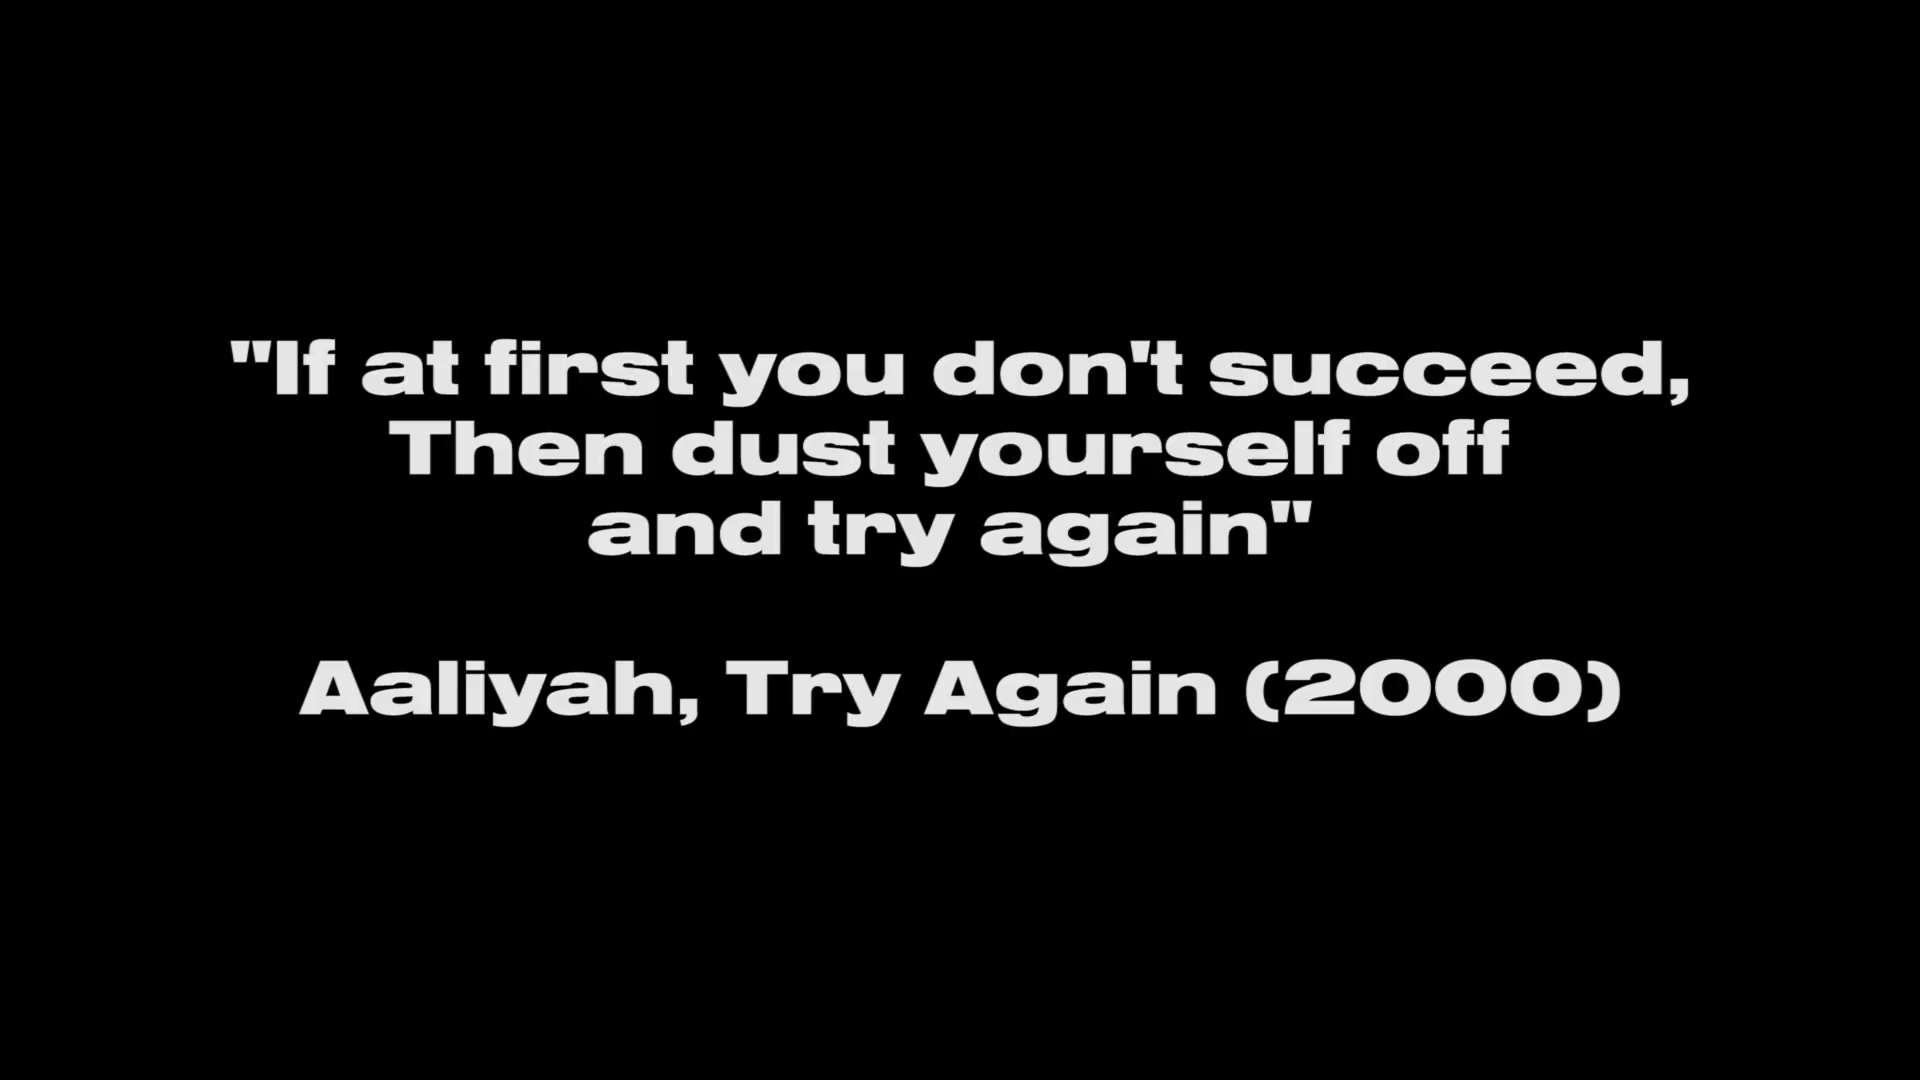 "If at first you don't succeed,
Then dust yourself off
and try again"
Aaliyah, Try Again (2000)